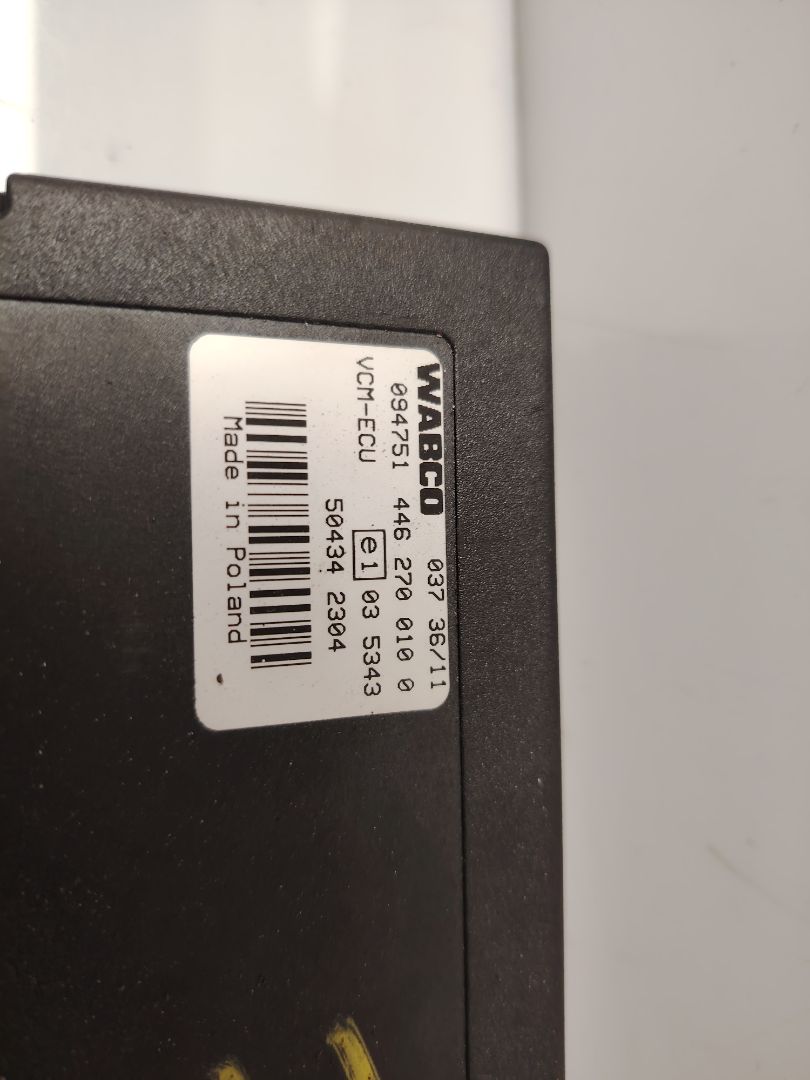 WABCO 037 36/11
094751 446 270 010 0
VCM-ECU e1 03 5343
50434 2304
Made in Poland